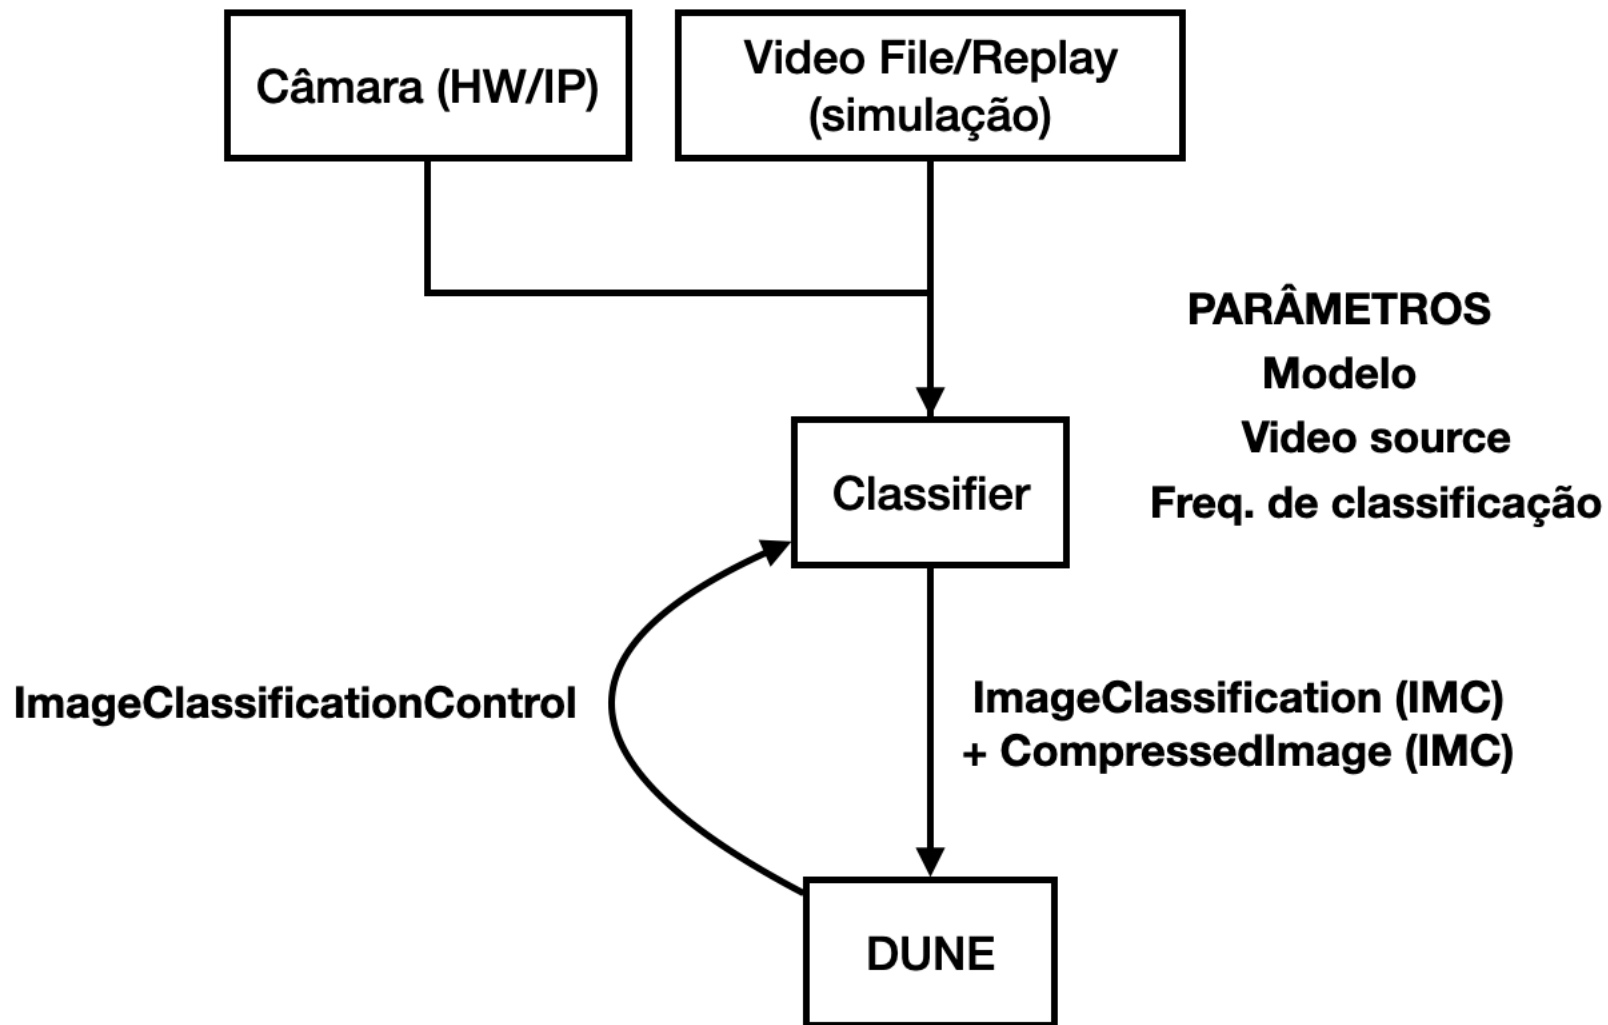 Câmara (HW/IP)
Video File/Replay
(simulação)
PARÂMETROS
Modelo
Video source
Freq. de classificação
Classifier
ImageClassificationControl
ImageClassification (IMC)
+ CompressedImage (IMC)
DUNE